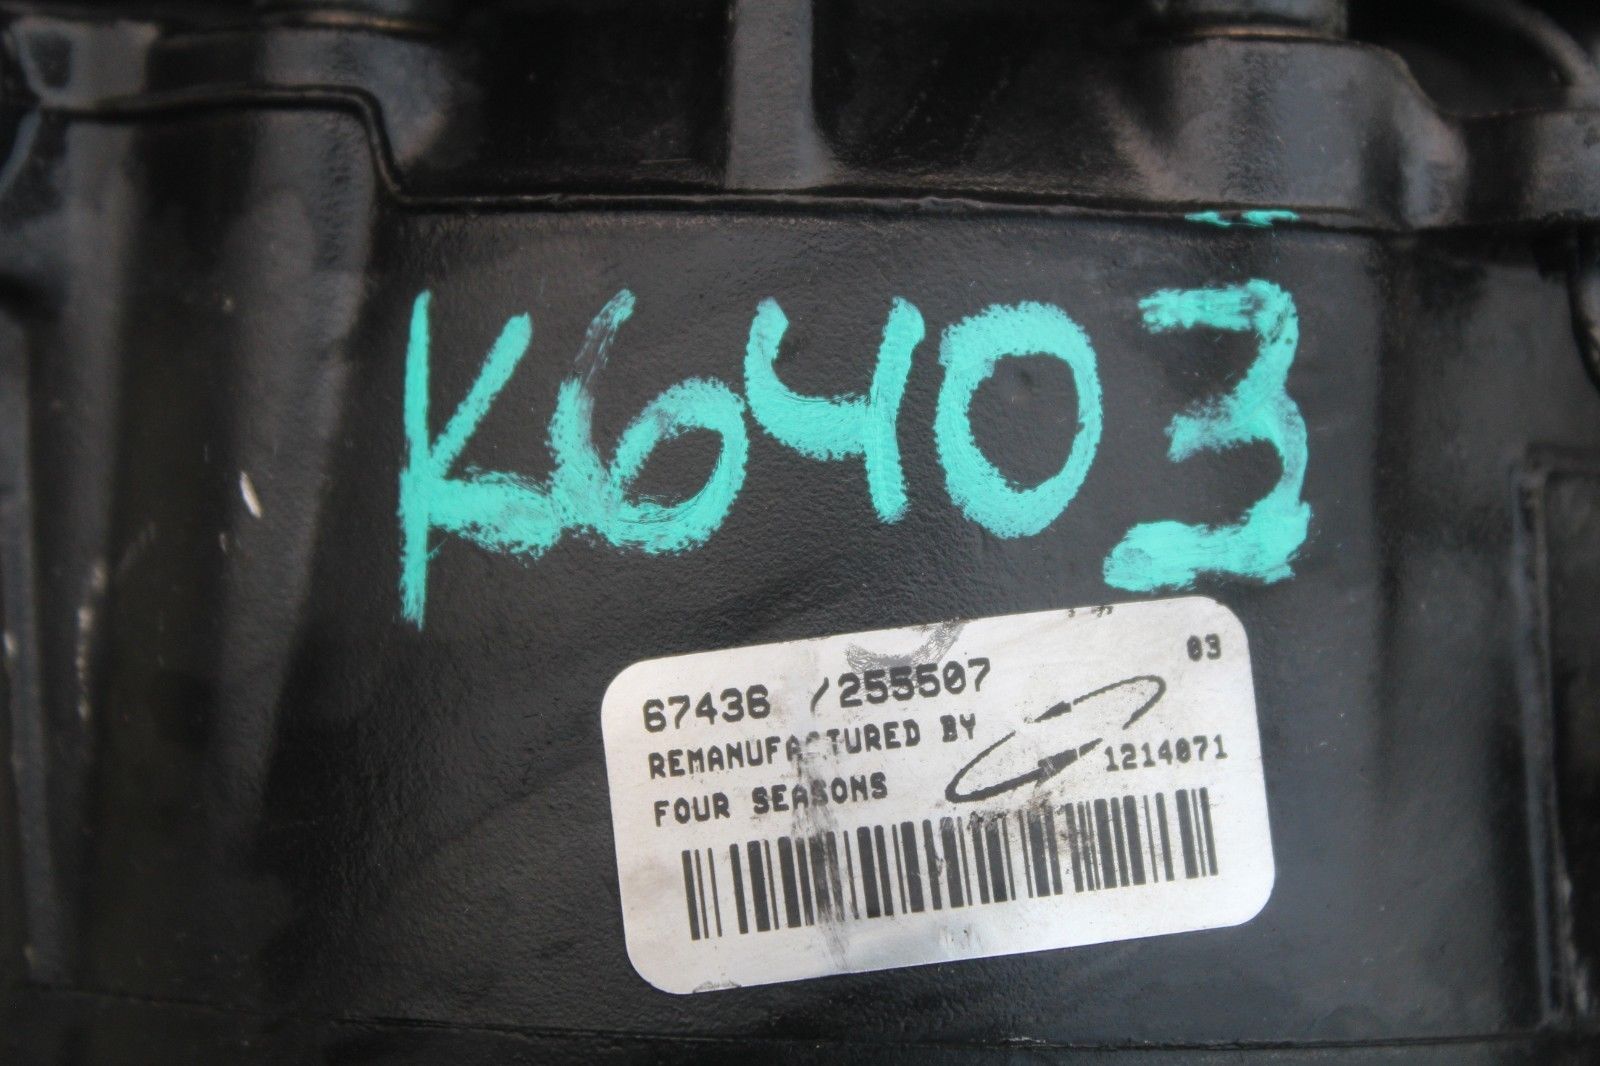 K6403
67436 /255507 03
REMANUFACTURED BY
1214071
FOUR SEASONS